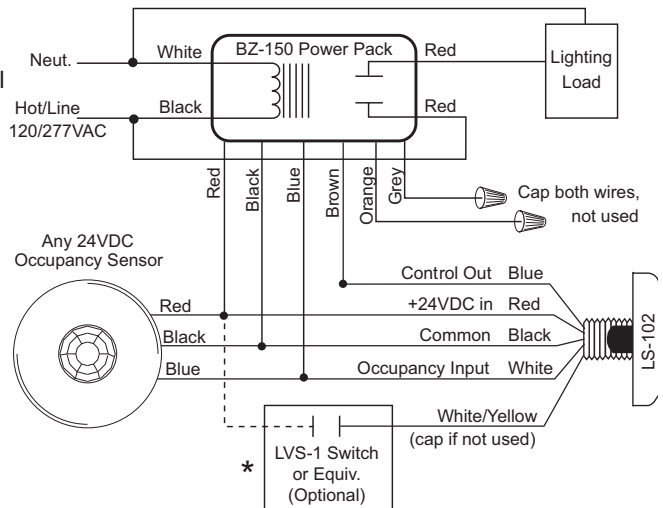 BZ-150 Power Pack
Neut.
White
Red
Lighting
Load
l
Hot/Line
120/277VAC
Black
Red
Red
Black
Blue
Brown
Orange
Grey
Cap both wires,
not used
Any 24VDC
Occupancy Sensor
Control Out Blue
Red
+24VDC in Red
Black
Common Black
Blue
Occupancy Input White
LS-102
White/Yellow
(cap if not used)
*
LVS-1 Switch
or Equiv.
(Optional)